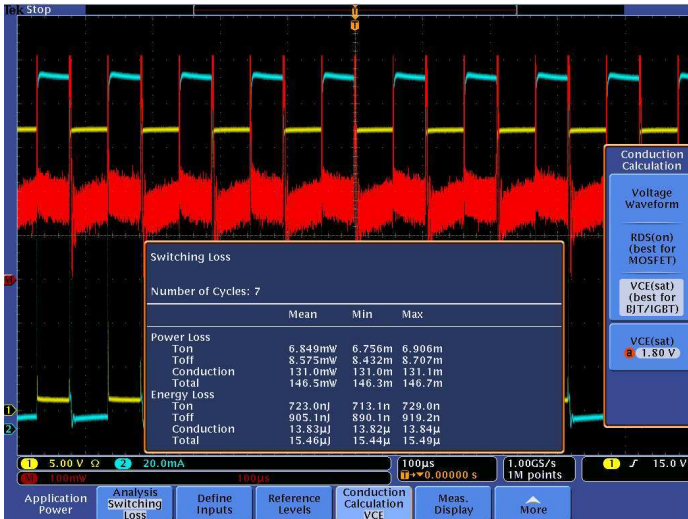 Tek Stop
T
T
Conduction
Calculation
Voltage
Waveform
RDS(on)
(best for
MOSFET)
VCE(sat)
(best for
BJT/IGBT)
VCE(sat)
a 1.80 V
M
Switching Loss
Number of Cycles: 7
Mean Min Max
Power Loss
Ton 6.849mW 6.756m 6.906m
Toff 8.575mW 8.432m 8.707m
Conduction 131.0mW 131.0m 131.1m
Total 146.5mW 146.3m 146.7m
Energy Loss
Ton 723.0nJ 713.1n 729.0n
Toff 905.1nJ 890.1n 919.2n
Conduction 13.83µJ 13.82µ 13.84µ
Total 15.46µJ 15.44µ 15.49µ
1
2
1 5.00 V Ω 2 20.0mA 100µs 1.00GS/s 1 15.0 V
M 100mW 100µs T 0.00000 s 1M points
Application
Power
Analysis
Switching
Loss
Define
Inputs
Reference
Levels
Conduction
Calculation
VCE
Meas.
Display
More